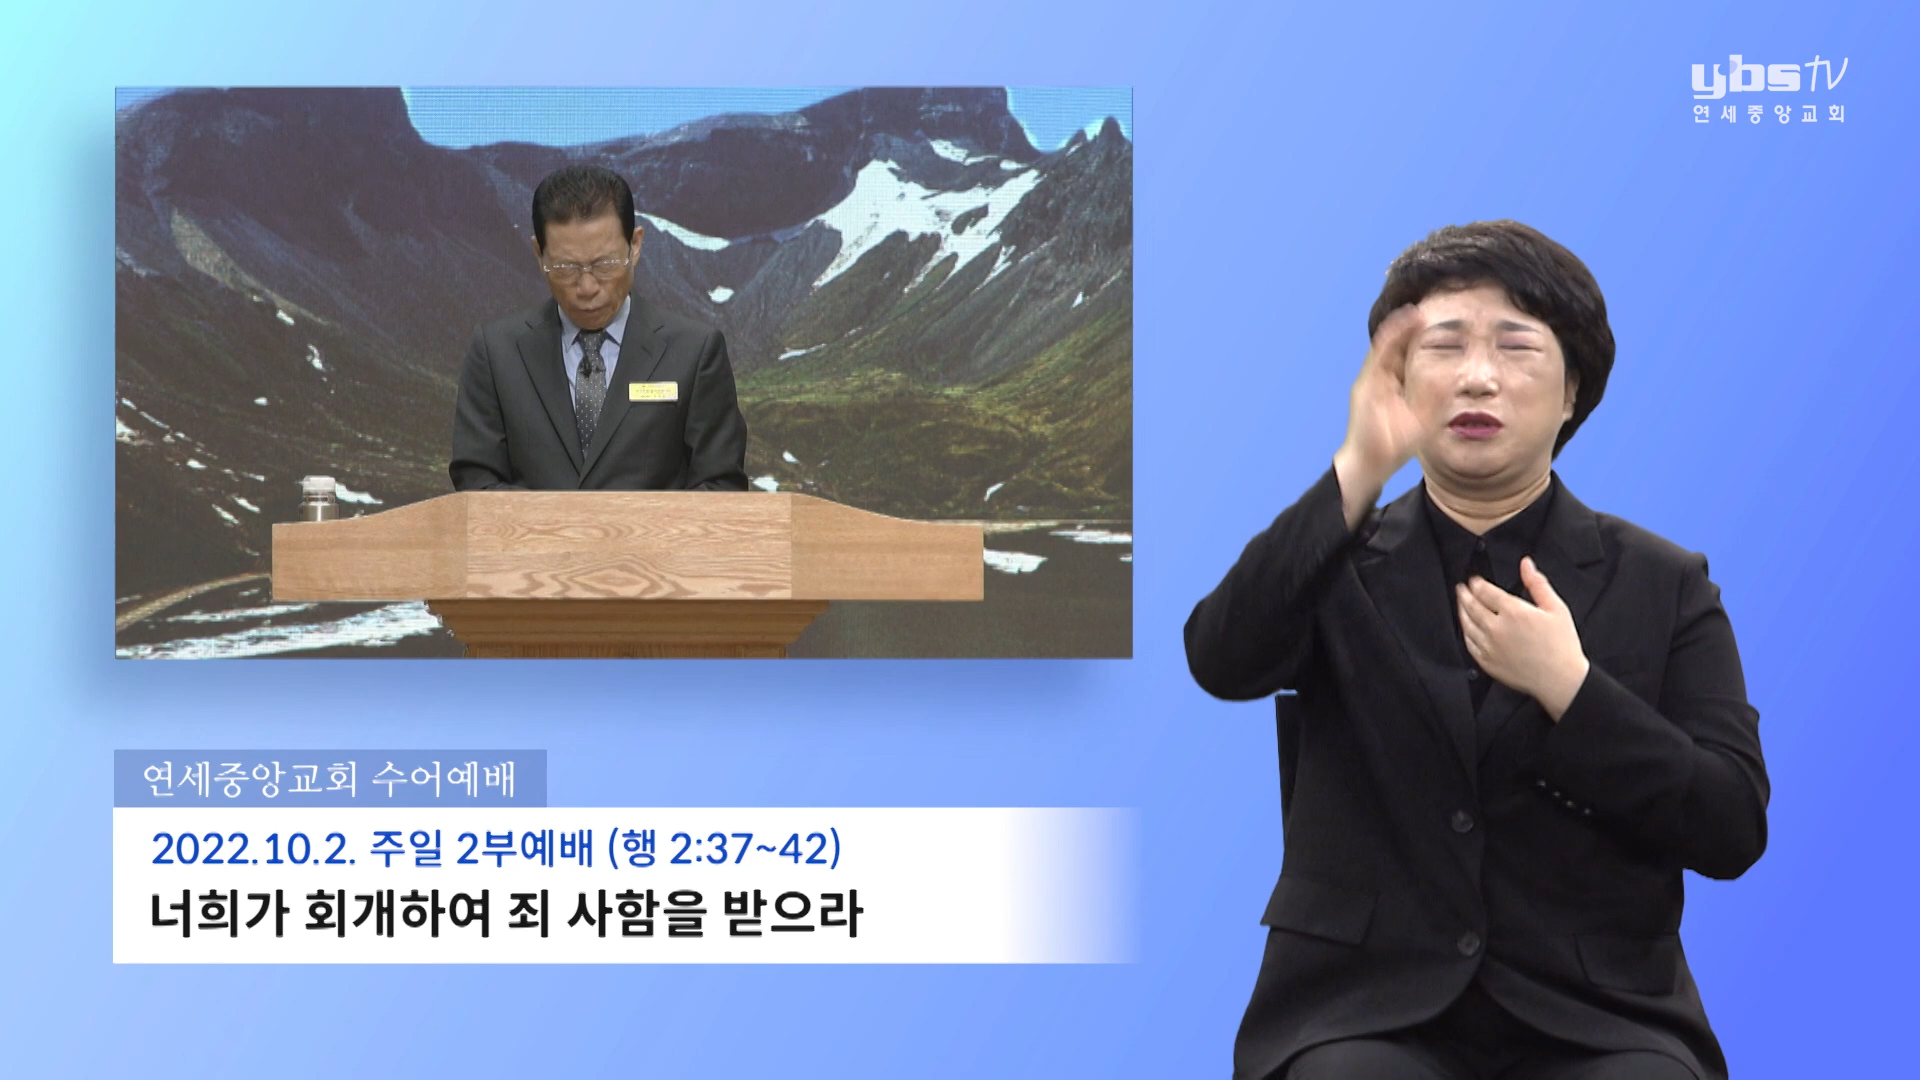 ybstv
연세중앙교회
연세중앙교회 수어예배
2022.10.2. 주일 2부예배 (행 2:37~42)
너희가 회개하여 죄 사함을 받으라